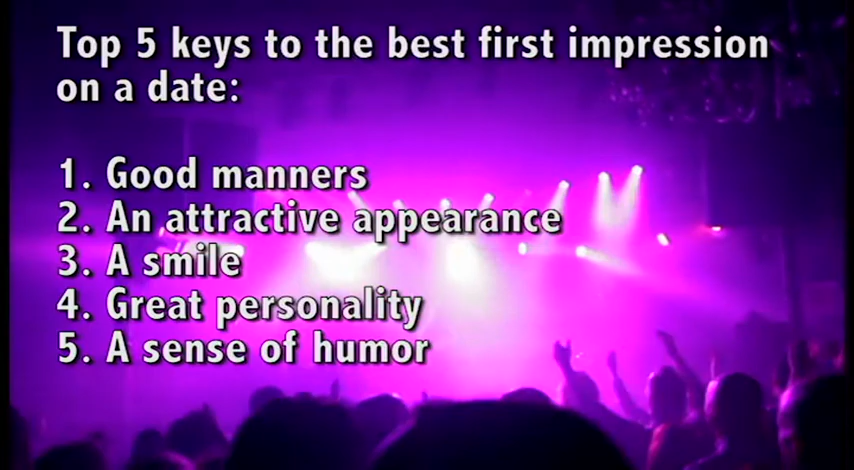 Top 5 keys to the best first impression
on a date:
1. Good manners
2. An attractive appearance
3. A smile
4. Great personality
5. A sense of humor